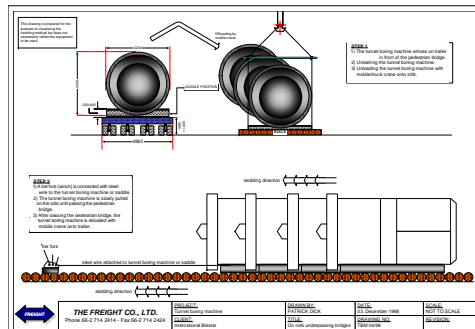 This drawing is prepared for the
purpose of visualizing the
handling method but does not
necessarily reflect the equipment
to be used.
Offloading by
mobile crane
STEP 1
1) The tunnel boring machine arrives on trailer
in front of the pedestrian bridge.
2) Unlashing the tunnel boring machine.
3) Unloading the tunnel boring machine with
mobile/truck crane onto rolls.
SADDLE POSITION
STEP 2
1) A tier fors (winch) is connected with steel
wire to the tunnel boring machine or saddle.
2) The tunnel boring machine is slowly pulled
on the rolls until passing the pedestrian
bridge.
3) After passing the pedestrian bridge, the
tunnel boring machine is reloaded with
mobile crane onto trailer.
skidding direction
tier fors
steel wire attached to tunnel boring machine or saddle
skidding direction
FREIGHT
THE FREIGHT CO., LTD.
Phone 66-2 714 2414 - Fax 66-2 714 2424
PROJECT:
Tunnel boring machine
CLIENT:
International Blaster
DRAWN BY:
PATRICK DICK
TITLE:
On rolls underpassing bridges
DATE:
03. December 1998
DRAWING NO:
TBM 04/98
SCALE:
NOT TO SCALE
REVISION: